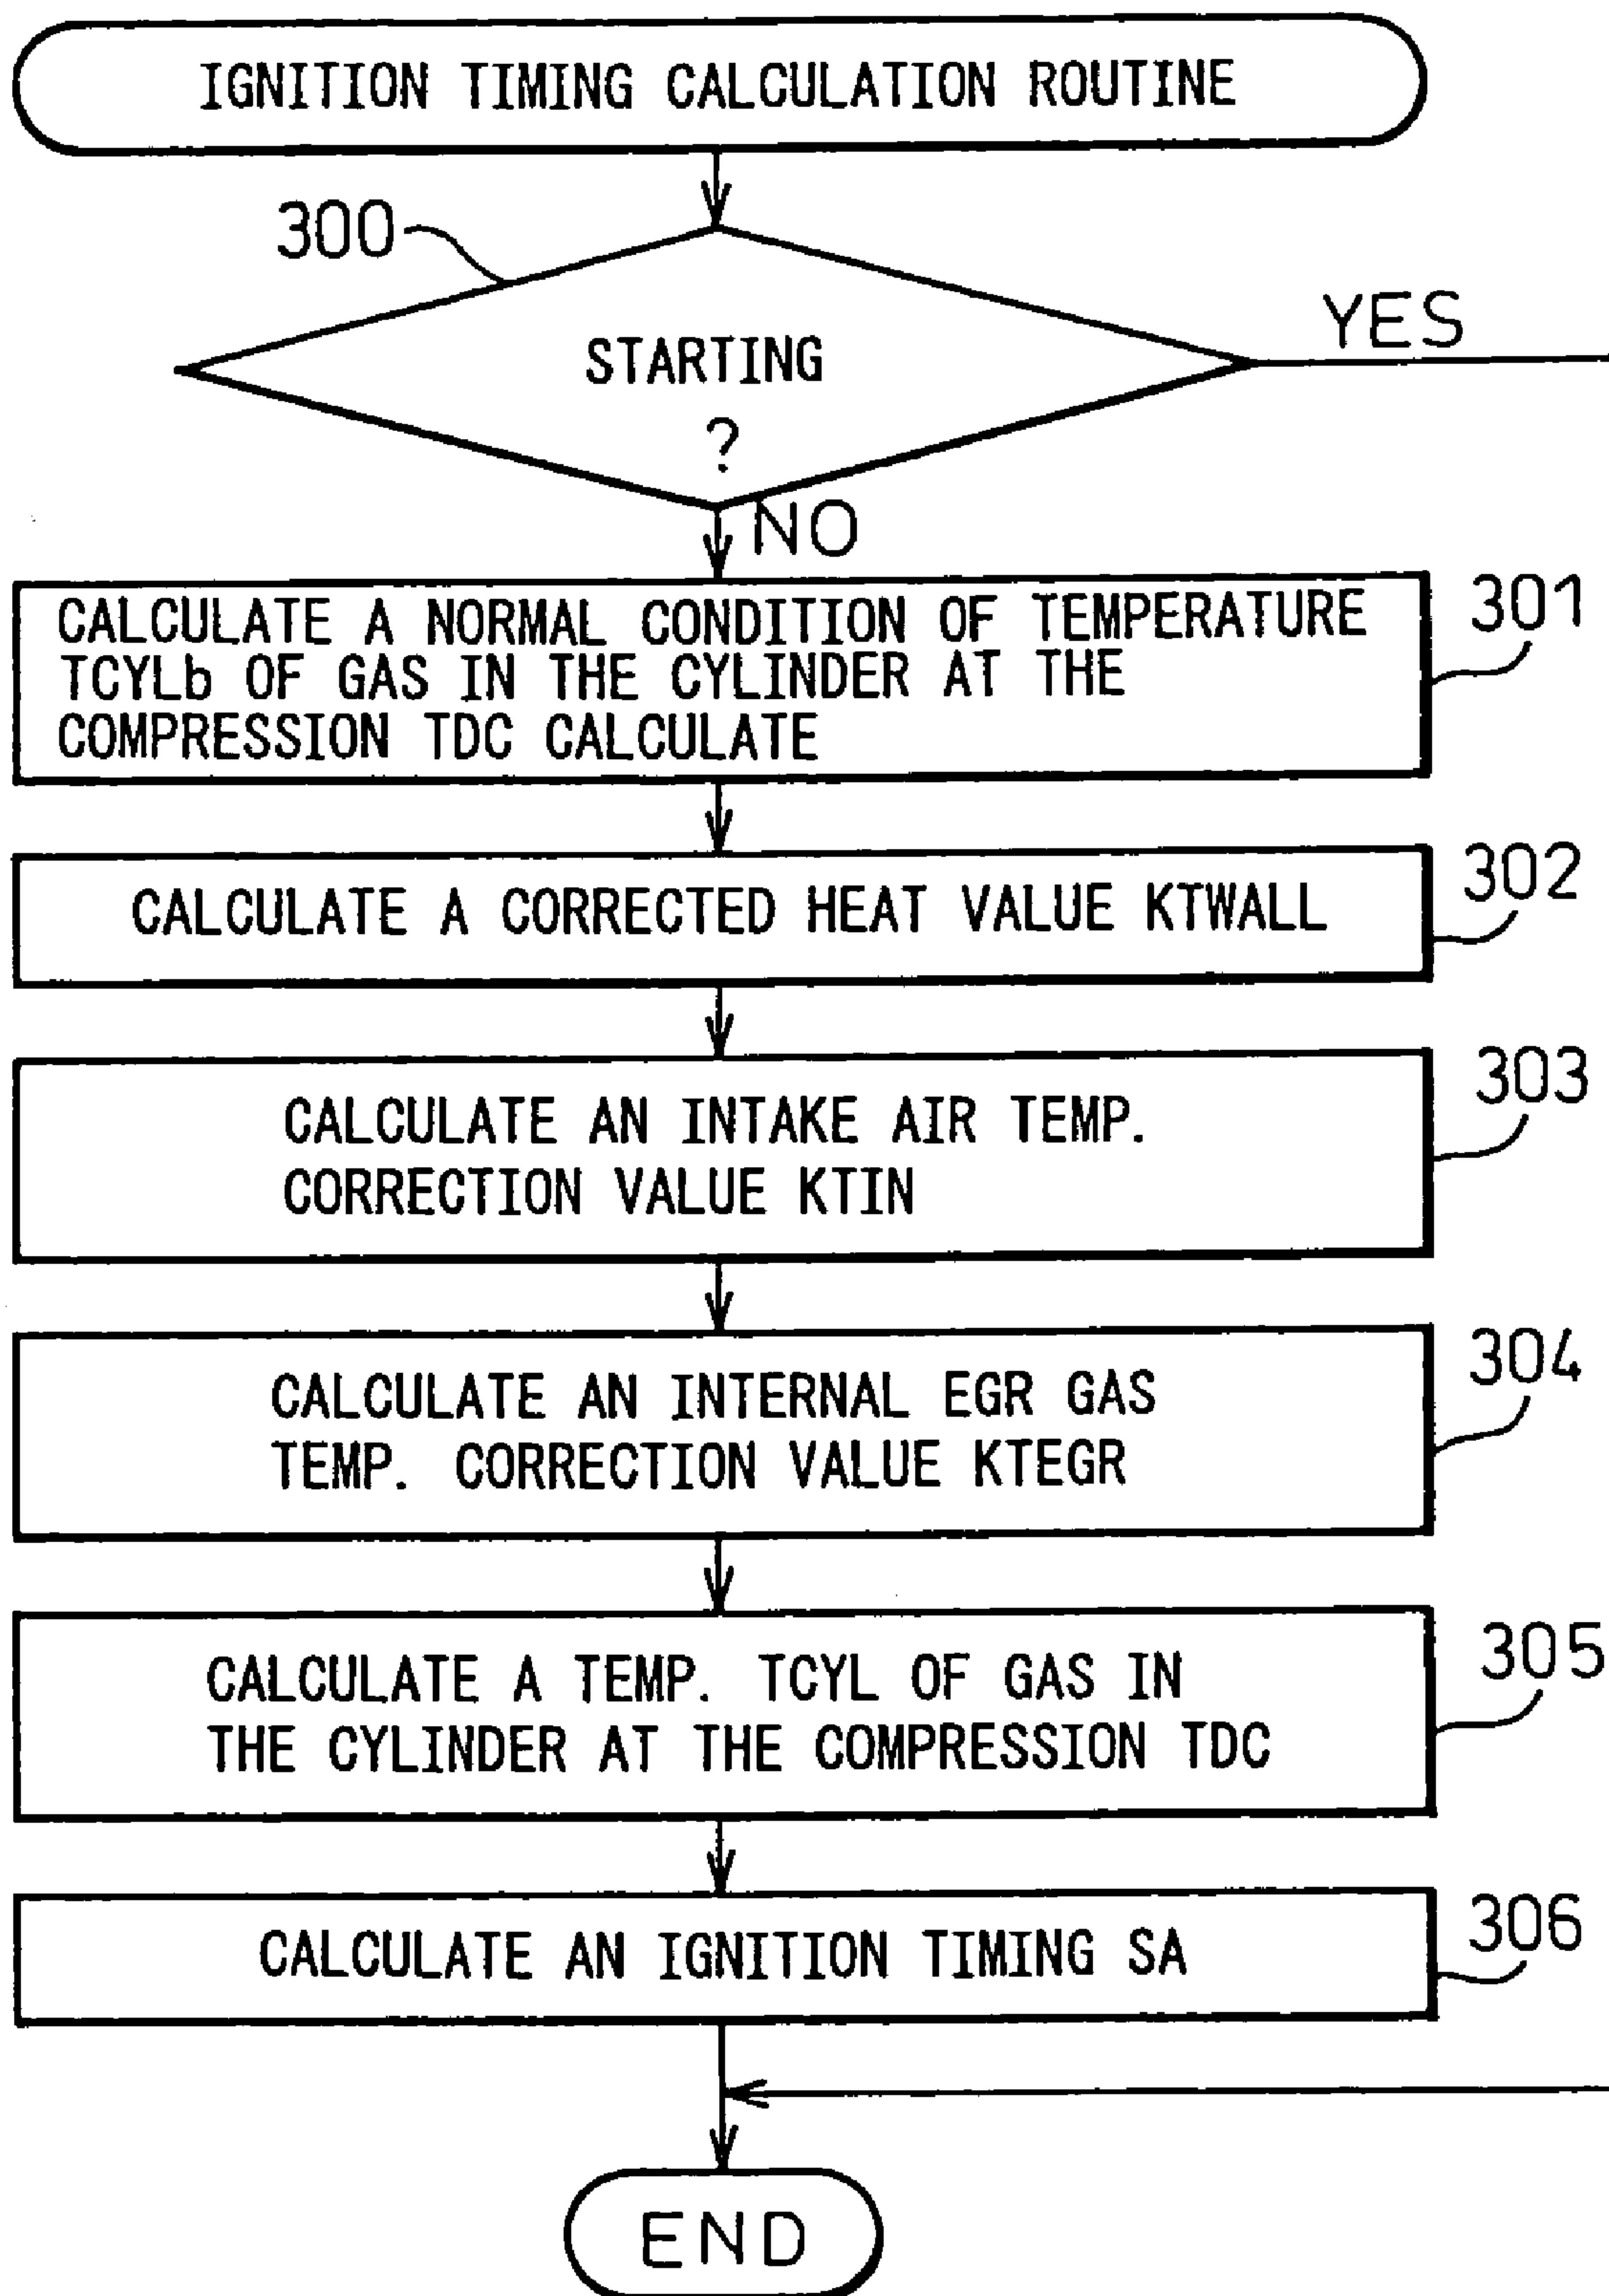 IGNITION TIMING CALCULATION ROUTINE
300
STARTING
?
YES
NO
CALCULATE A NORMAL CONDITION OF TEMPERATURE
TCYLb OF GAS IN THE CYLINDER AT THE
COMPRESSION TDC CALCULATE
301
CALCULATE A CORRECTED HEAT VALUE KTWALL
302
CALCULATE AN INTAKE AIR TEMP.
CORRECTION VALUE KTIN
303
CALCULATE AN INTERNAL EGR GAS
TEMP. CORRECTION VALUE KTEGR
304
CALCULATE A TEMP. TCYL OF GAS IN
THE CYLINDER AT THE COMPRESSION TDC
305
CALCULATE AN IGNITION TIMING SA
306
END